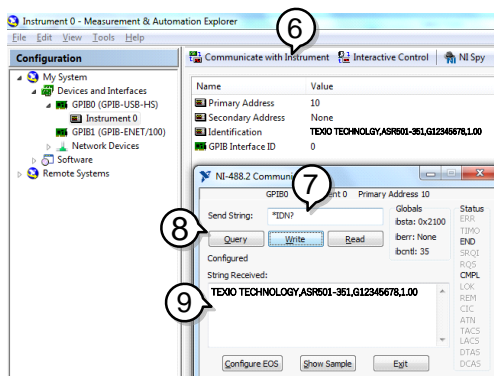 Instrument 0 - Measurement & Automation Explorer
File Edit View Tools Help
6
Configuration
Communicate with Instrument Interactive Control NI Spy
My System
Devices and Interfaces
GPIB0 (GPIB-USB-HS)
Instrument 0
GPIB1 (GPIB-ENET/100)
Network Devices
Software
Remote Systems
Name Value
Primary Address 10
Secondary Address None
Identification TEXIO TECHNOLGY,ASR501-351,G12345678,1.00
GPIB Interface ID 0
NI-488.2 Communi
7
GPIB0 ent 0 Primary Address 10
Send String: *IDN?
8
Query Write Read
Configured
String Received:
9
TEXIO TECHNOLOGY,ASR501-351,G12345678,1.00
Configure EOS Show Sample Exit
Globals
ibsta: 0x2100
iberr: None
ibcntl: 35
Status
ERR
TIMO
END
SRQI
RQS
CMPL
LOK
REM
CIC
ATN
TACS
LACS
DTAS
DCAS